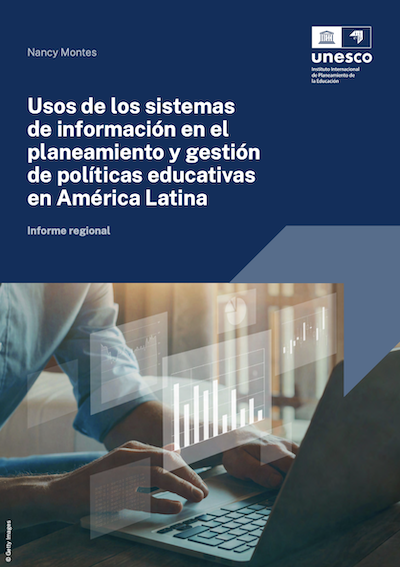 Nancy Montes
unesco
Instituto Internacional
de Planeamiento de
la Educación
Usos de los sistemas
de información en el
planeamiento y gestión
de políticas educativas
en América Latina
Informe regional
© Getty Images